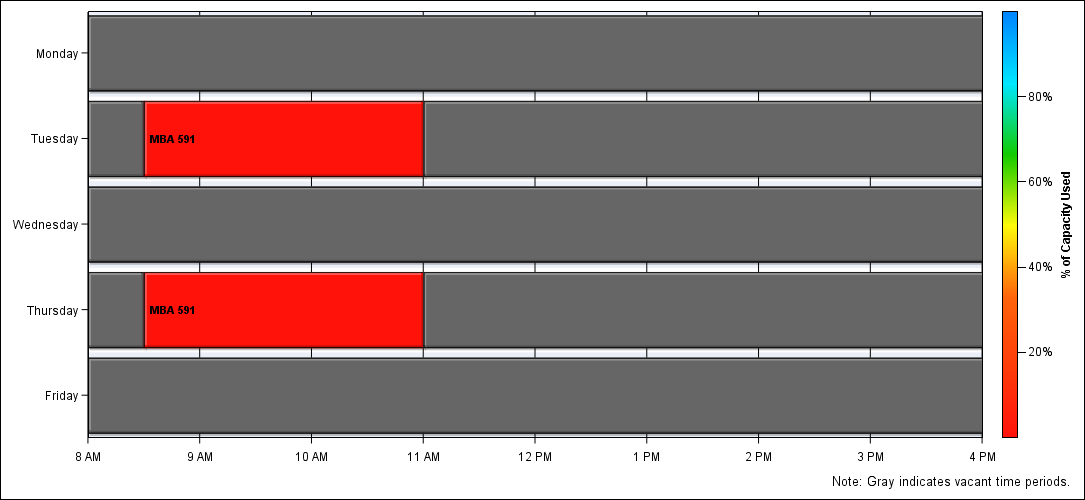 Monday
Tuesday
MBA 591
Wednesday
Thursday
MBA 591
Friday
8 AM 9 AM 10 AM 11 AM 12 PM 1 PM 2 PM 3 PM 4 PM
80%
60%
40%
20%
% of Capacity Used
Note: Gray indicates vacant time periods.